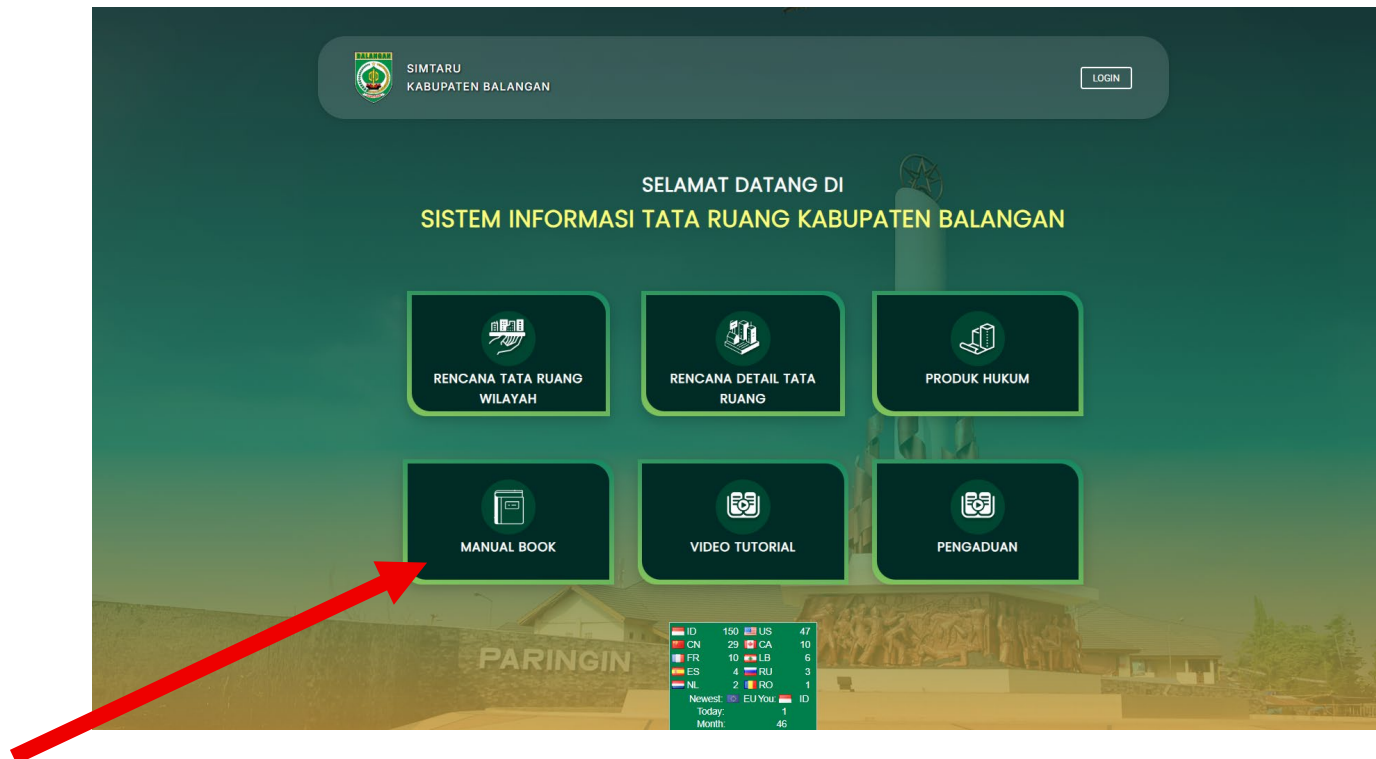 BALANGAN
SIMTARU
KABUPATEN BALANGAN
LOGIN
SELAMAT DATANG DI
SISTEM INFORMASI TATA RUANG KABUPATEN BALANGAN
RENCANA TATA RUANG
WILAYAH
RENCANA DETAIL TATA
RUANG
PRODUK HUKUM
MANUAL BOOK
VIDEO TUTORIAL
PENGADUAN
PARINGIN
ID 150 US 47
CN 29 CA 10
FR 10 LB 6
ES 4 RU 3
NL 2 RO 1
Newest: EU You: ID
Today: 1
Month: 46